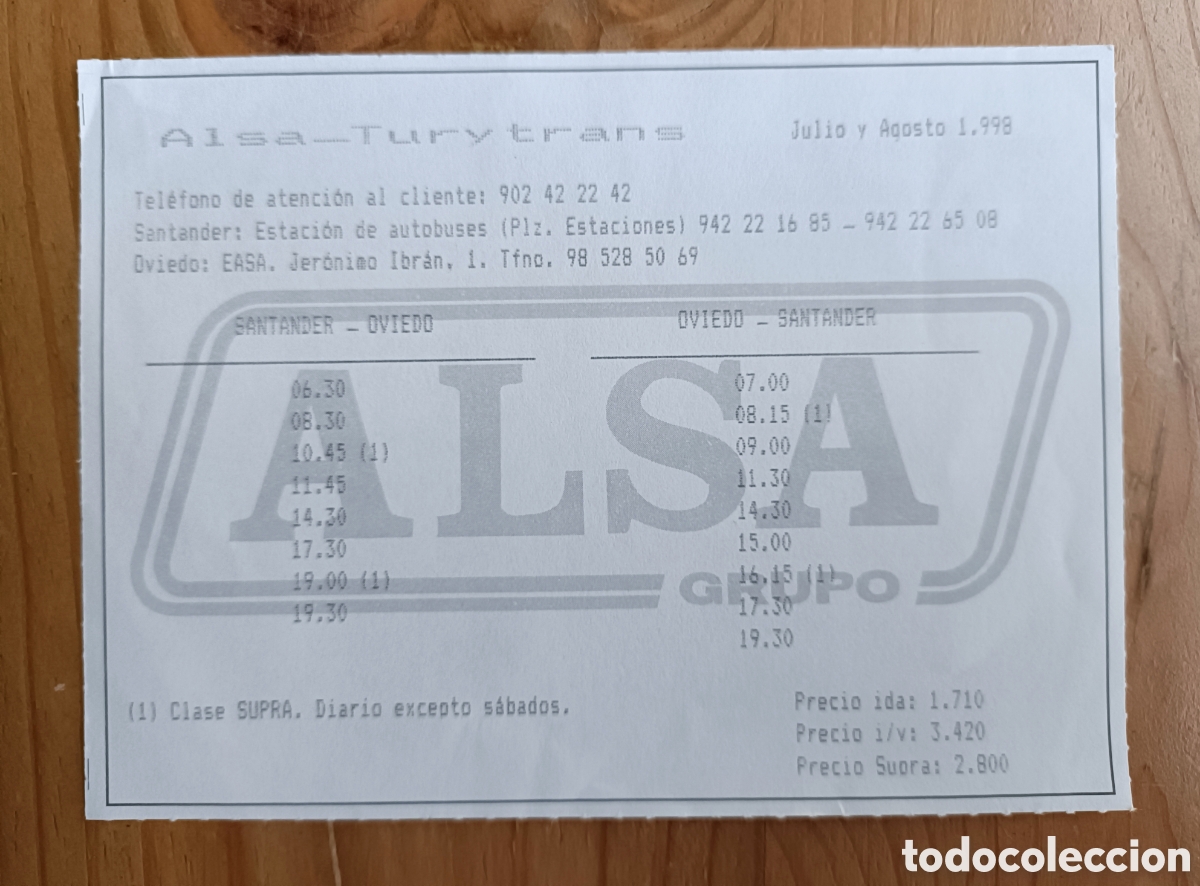 Alsa-Turytrans
Julio y Agosto 1.998
Teléfono de atención al cliente: 902 42 22 42
Santander: Estación de autobuses (Plz. Estaciones) 942 22 16 85 - 942 22 65 08
Oviedo: EASA. Jerónimo Ibrán, 1. Tfno. 98 528 50 69
SANTANDER - OVIEDO
06.30
08.30
10.45 (1)
11.45
14.30
17.30
19.00 (1)
19.30
OVIEDO - SANTANDER
07.00
08.15 (1)
09.00
11.30
14.30
15.00
16.15 (1)
17.30
19.30
ALSA
GRUPO
(1) Clase SUPRA. Diario excepto sábados.
Precio ida: 1.710
Precio i/v: 3.420
Precio Supra: 2.800
todocoleccion